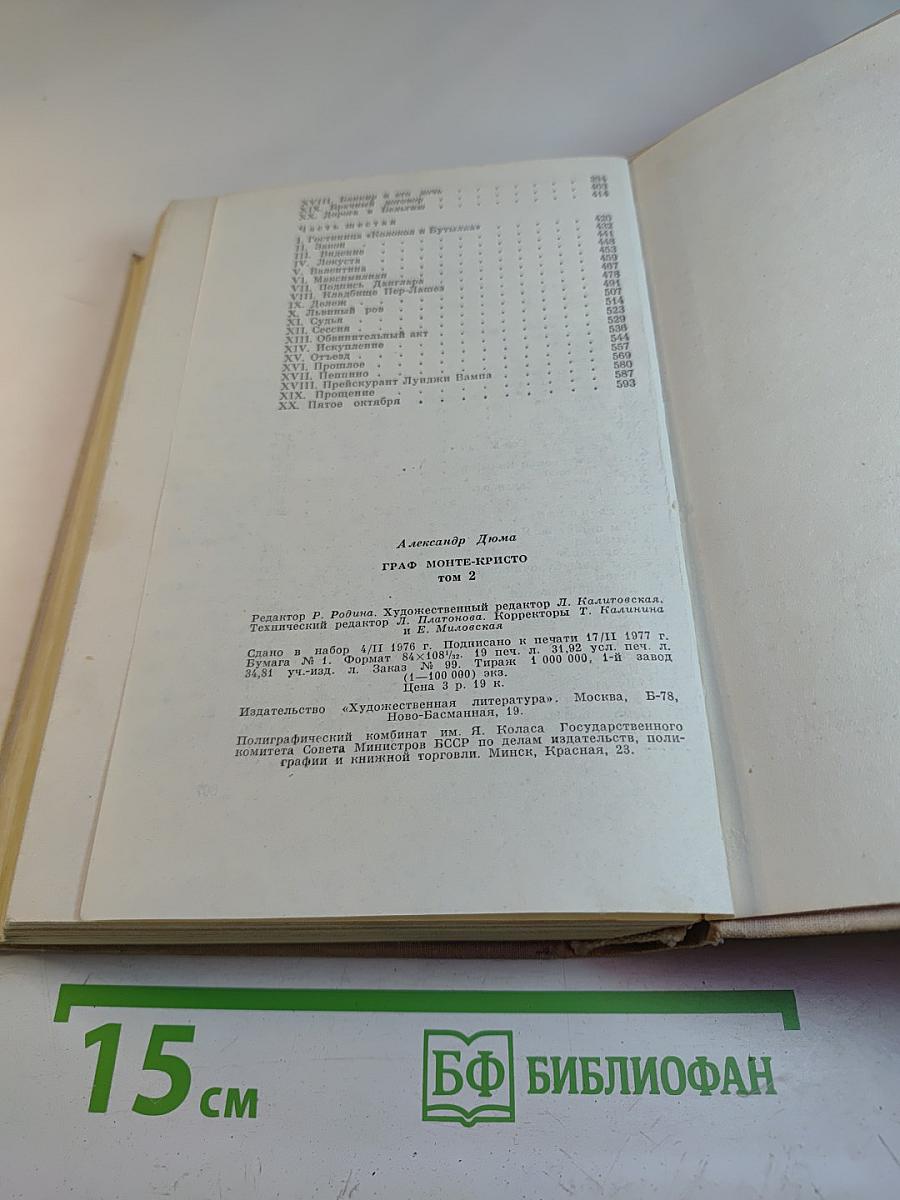 XVIII. Банкир и его дочь 394
XIX. Брачный договор 403
XX. Дорога в Бельгию 414
Часть шестая
I. Гостиница «Колокол и Бутылка» 420
II. Закон 432
III. Видение 441
IV. Локуста 448
V. Валентина 453
VI. Максимилиан 459
VII. Подпись Данглара 467
VIII. Кладбище Пер-Лашез 478
IX. Дележ 491
X. Львиный ров 507
XI. Судья 514
XII. Сессия 523
XIII. Обвинительный акт 529
XIV. Искупление 536
XV. Отъезд 544
XVI. Прошлое 557
XVII. Пеппино 569
XVIII. Прейскурант Луиджи Вампа 580
XIX. Прощение 587
XX. Пятое октября 593
Александр Дюма
ГРАФ МОНТЕ-КРИСТО
том 2
Редактор Р. Родина. Художественный редактор Л. Калитовская.
Технический редактор Л. Платонова. Корректоры Т. Калинина
и Е. Миловская
Сдано в набор 4/II 1976 г. Подписано к печати 17/II 1977 г.
Бумага № 1. Формат 84×108¹/₃₂. 19 печ. л. 31,92 усл. печ. л.
34,81 уч.-изд. л. Заказ № 99. Тираж 1 000 000, 1-й завод
(1—100 000) экз.
Цена 3 р. 19 к.
Издательство «Художественная литература». Москва, Б-78,
Ново-Басманная, 19.
Полиграфический комбинат им. Я. Коласа Государственного
комитета Совета Министров БССР по делам издательств, поли-
графии и книжной торговли. Минск, Красная, 23.
15 см
БФ БИБЛИОФАН